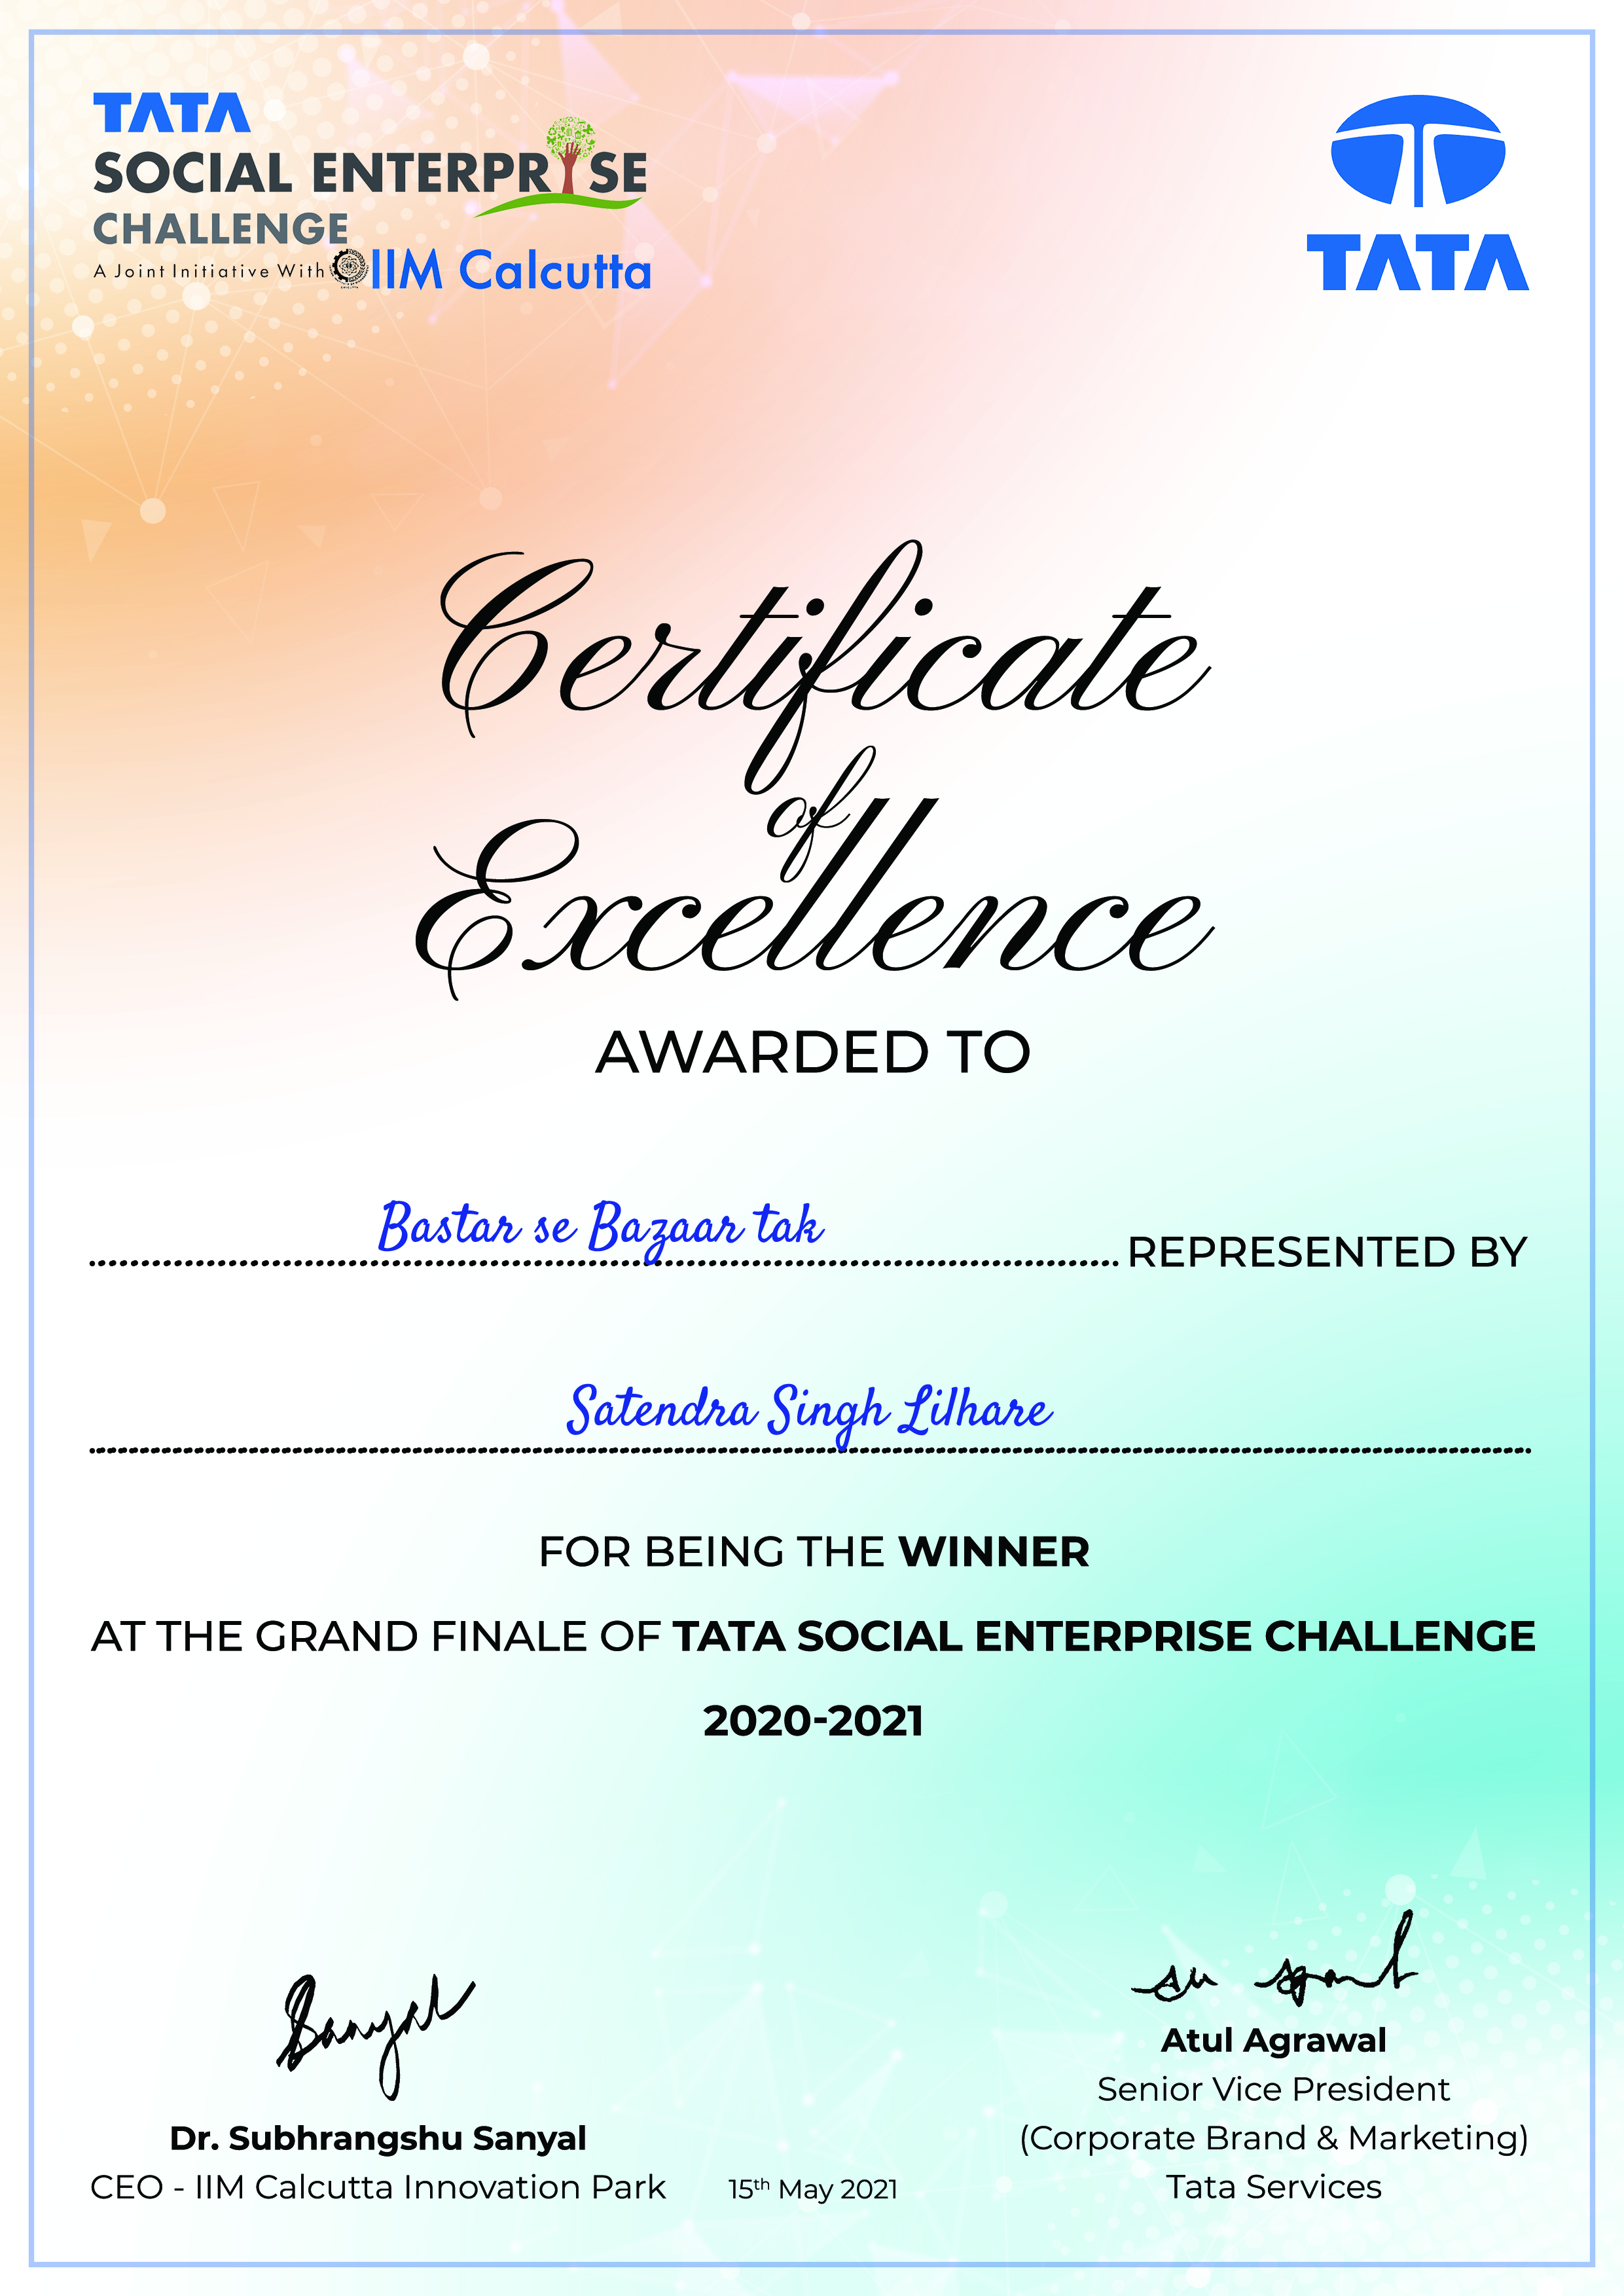 TATA
SOCIAL ENTERPRISE
CHALLENGE
A Joint Initiative With IIM Calcutta
TATA
Certificate
of
Excellence
AWARDED TO
Bastar se Bazaar tak REPRESENTED BY
Satendra Singh Lilhare
FOR BEING THE WINNER
AT THE GRAND FINALE OF TATA SOCIAL ENTERPRISE CHALLENGE
2020-2021
Sanyal
Dr. Subhrangshu Sanyal
CEO - IIM Calcutta Innovation Park
15th May 2021
Atul Agrawal
Senior Vice President
(Corporate Brand & Marketing)
Tata Services